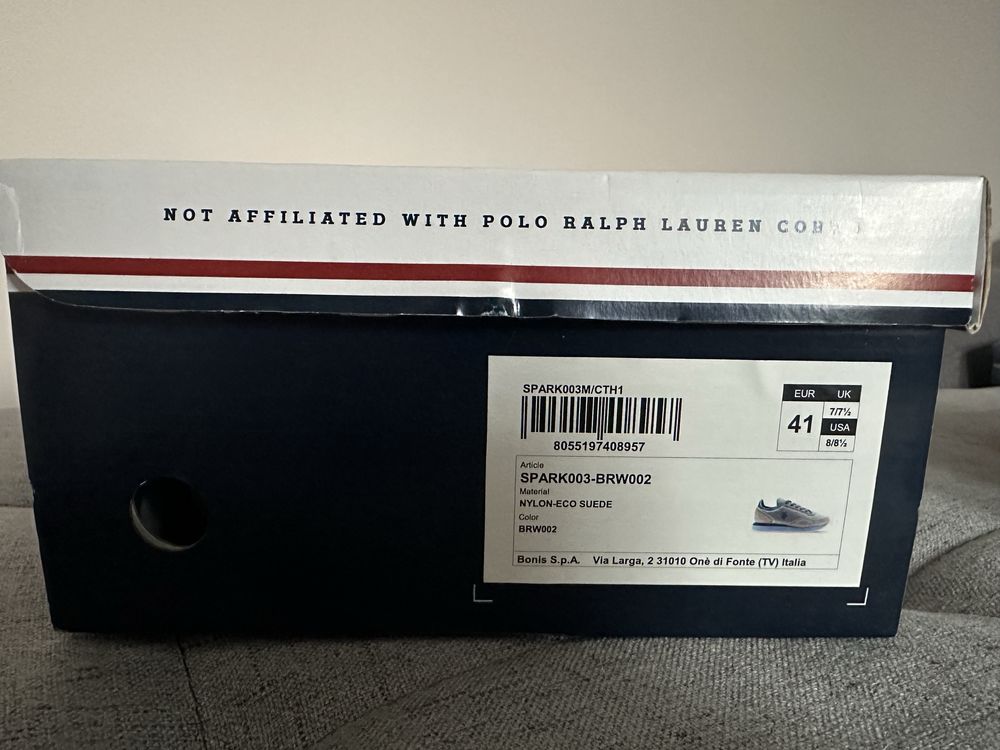 NOT AFFILIATED WITH POLO RALPH LAUREN
SPARK003M/CTH1
8055197408957
EUR UK
41 7/7½
USA
8/8½
Article
SPARK003-BRW002
Material
NYLON-ECO SUEDE
Color
BRW002
Bonis S.p.A. Via Larga, 2 31010 Onè di Fonte (TV) Italia